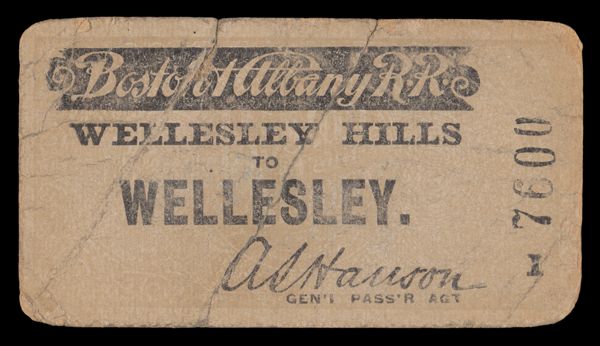 Boston & Albany R.R.
WELLESLEY HILLS
TO
WELLESLEY.
A S Hanson
GEN'L PASS'R AGT
7600
I